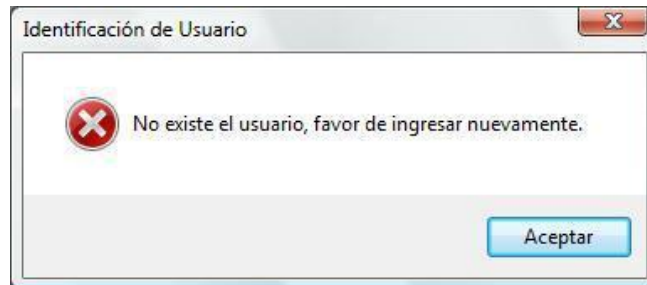 Identificación de Usuario
No existe el usuario, favor de ingresar nuevamente.
Aceptar